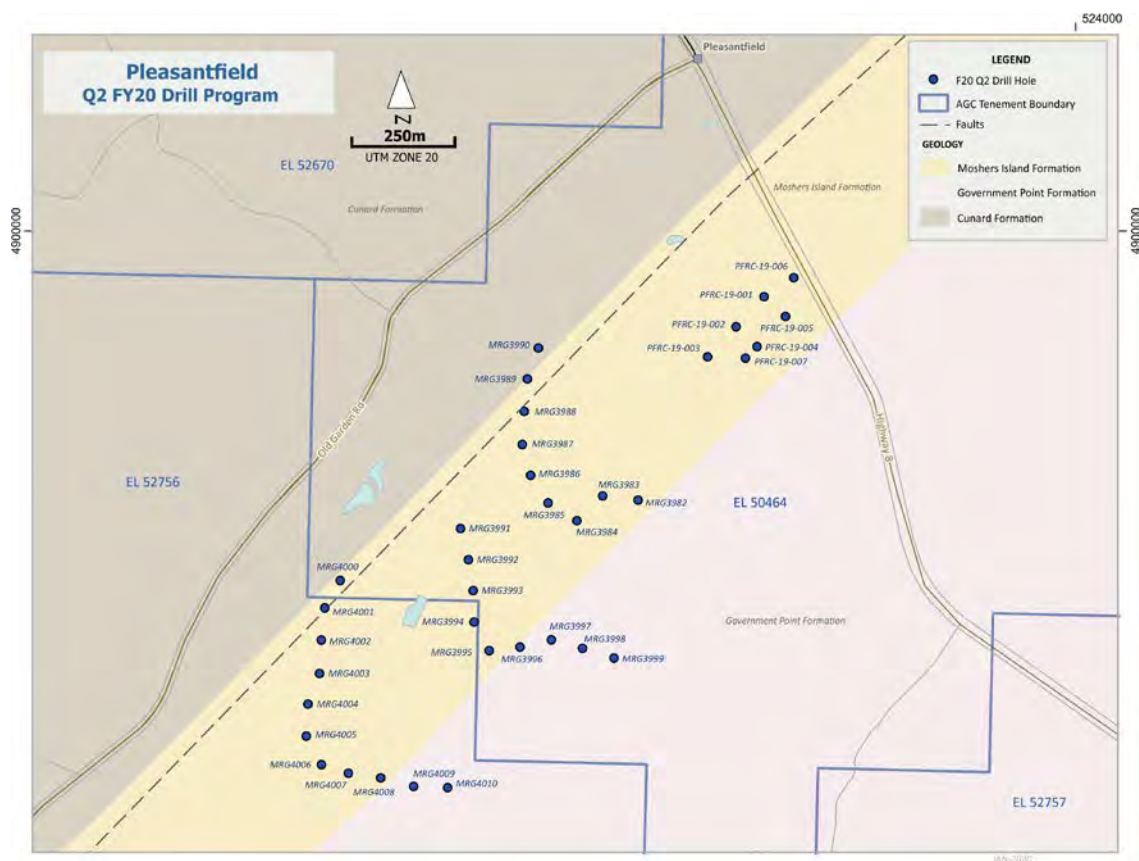 524000
Pleasantfield
Q2 FY20 Drill Program
Pleasantfield
N
250m
UTM ZONE 20
LEGEND
F20 Q2 Drill Hole
AGC Tenement Boundary
Faults
GEOLOGY
Moshers Island Formation
Government Point Formation
Cunard Formation
EL 52670
Cunard Formation
Moshers Island Formation
4900000
4900000
PFRC-19-006
PFRC-19-001
PFRC-19-002
PFRC-19-005
PFRC-19-003
PFRC-19-004
PFRC-19-007
MRG3990
MRG3989
MRG3988
MRG3987
Old Garden Rd
Highway 8
EL 52756
MRG3986
MRG3983
MRG3982
EL 50464
MRG3985
MRG3984
MRG3991
MRG3992
MRG4000
MRG3993
MRG4001
MRG3994
MRG4002
MRG3995
MRG3996
MRG3997
MRG3998
MRG3999
Government Point Formation
MRG4003
MRG4004
MRG4005
MRG4006
MRG4007
MRG4008
MRG4009
MRG4010
EL 52757